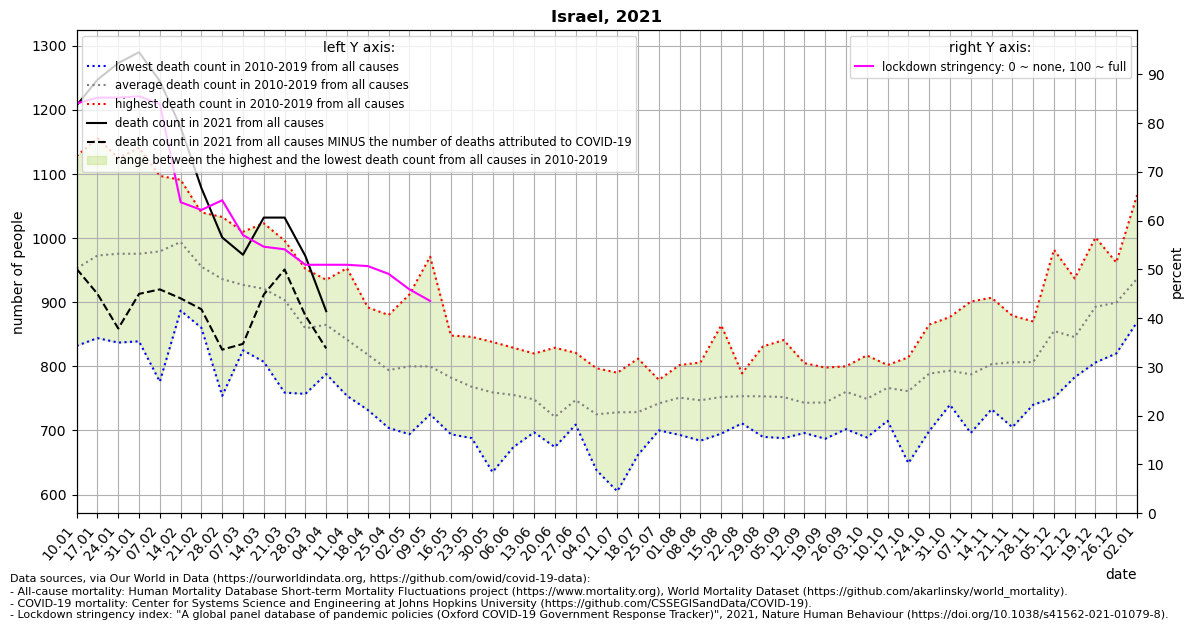 Israel, 2021
left Y axis:
lowest death count in 2010-2019 from all causes
average death count in 2010-2019 from all causes
highest death count in 2010-2019 from all causes
death count in 2021 from all causes
death count in 2021 from all causes MINUS the number of deaths attributed to COVID-19
range between the highest and the lowest death count from all causes in 2010-2019
right Y axis:
lockdown stringency: 0 ~ none, 100 ~ full
number of people
1300
1200
1100
1000
900
800
700
600
percent
90
80
70
60
50
40
30
20
10
0
10.01 17.01 24.01 31.01 07.02 14.02 21.02 28.02 07.03 14.03 21.03 28.03 04.04 11.04 18.04 25.04 02.05 09.05 16.05 23.05 30.05 06.06 13.06 20.06 27.06 04.07 11.07 18.07 25.07 01.08 08.08 15.08 22.08 29.08 05.09 12.09 19.09 26.09 03.10 10.10 17.10 24.10 31.10 07.11 14.11 21.11 28.11 05.12 12.12 19.12 26.12 02.01
date
Data sources, via Our World in Data (https://ourworldindata.org, https://github.com/owid/covid-19-data):
- All-cause mortality: Human Mortality Database Short-term Mortality Fluctuations project (https://www.mortality.org), World Mortality Dataset (https://github.com/akarlinsky/world_mortality).
- COVID-19 mortality: Center for Systems Science and Engineering at Johns Hopkins University (https://github.com/CSSEGISandData/COVID-19).
- Lockdown stringency index: "A global panel database of pandemic policies (Oxford COVID-19 Government Response Tracker)", 2021, Nature Human Behaviour (https://doi.org/10.1038/s41562-021-01079-8).